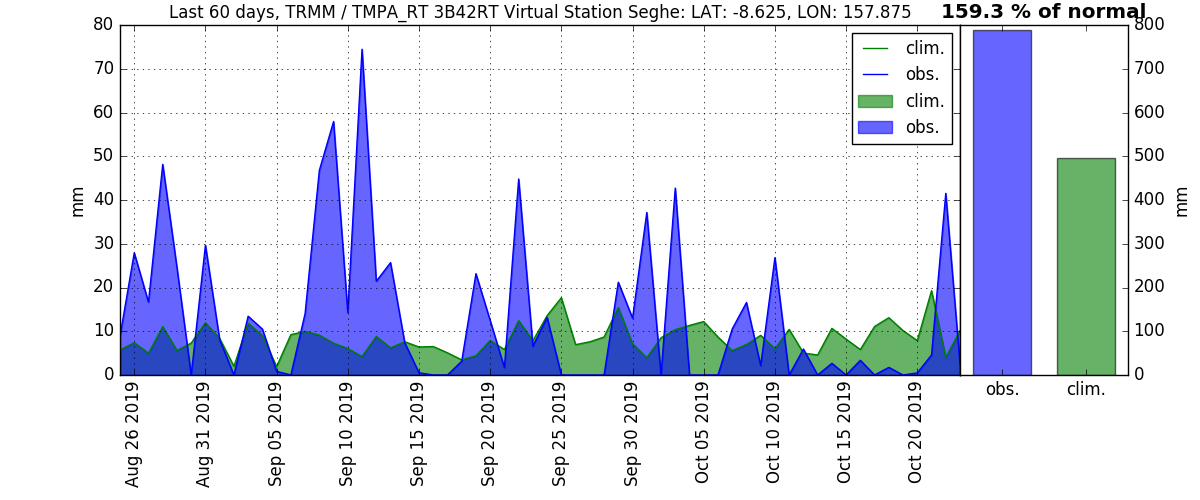 Last 60 days, TRMM / TMPA_RT 3B42RT Virtual Station Seghe: LAT: -8.625, LON: 157.875
159.3 % of normal
80
70
60
50
40
30
20
10
0
mm
clim.
obs.
clim.
obs.
800
700
600
500
400
300
200
100
0
mm
obs.
clim.
Aug 26 2019
Aug 31 2019
Sep 05 2019
Sep 10 2019
Sep 15 2019
Sep 20 2019
Sep 25 2019
Sep 30 2019
Oct 05 2019
Oct 10 2019
Oct 15 2019
Oct 20 2019